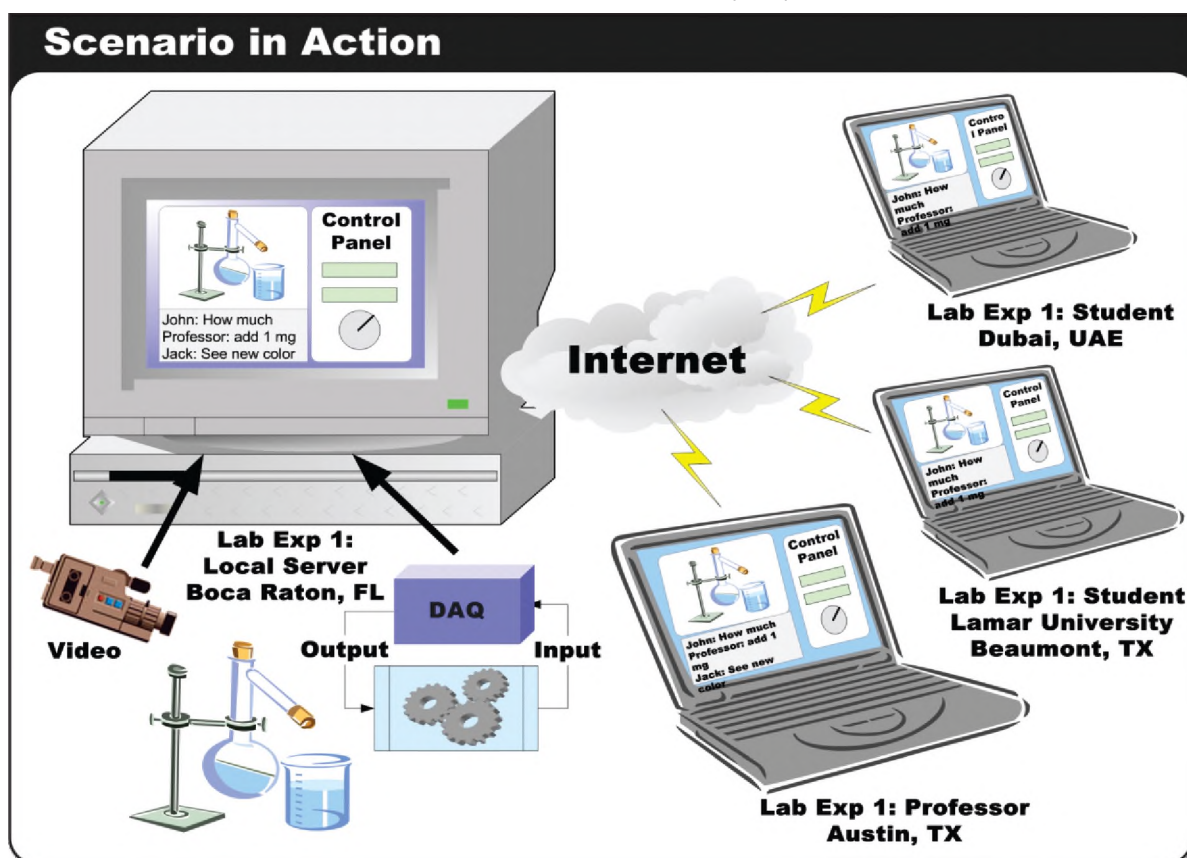 Scenario in Action
Control
Panel
John: How much
Professor: add 1 mg
Jack: See new color
Lab Exp 1:
Local Server
Boca Raton, FL
Video
DAQ
Output
Input
Internet
Contro
l Panel
John: How
much
Professor:
add 1 mg
Lab Exp 1: Student
Dubai, UAE
Control
Panel
John: How
much
Professor:
add 1 mg
Lab Exp 1: Student
Lamar University
Beaumont, TX
Control
Panel
John: How much
Professor: add 1
mg
Jack: See new
color
Lab Exp 1: Professor
Austin, TX